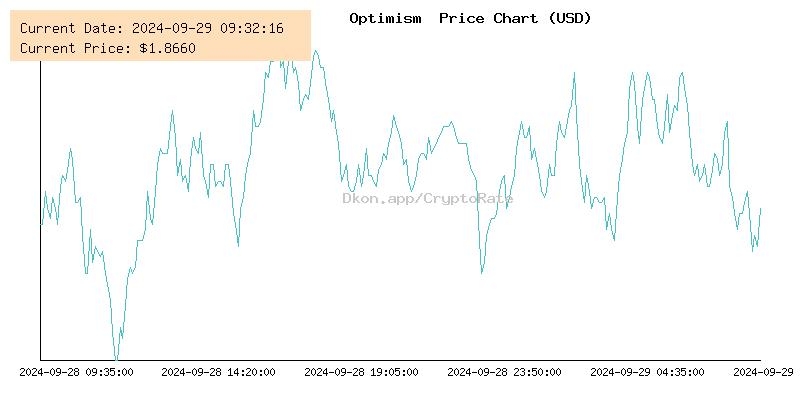 Optimism Price Chart (USD)
Current Date: 2024-09-29 09:32:16
Current Price: $1.8660
Dkon.app/CryptoRate
2024-09-28 09:35:00 2024-09-28 14:20:00 2024-09-28 19:05:00 2024-09-28 23:50:00 2024-09-29 04:35:00 2024-09-29